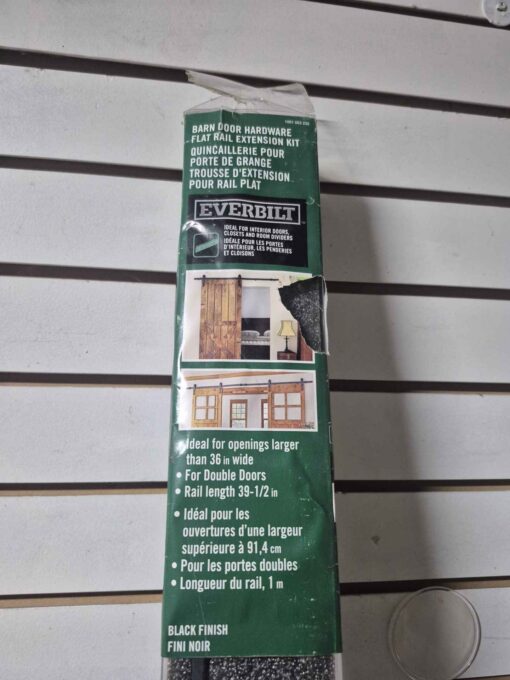 BARN DOOR HARDWARE
FLAT RAIL EXTENSION KIT
QUINCAILLERIE POUR
PORTE DE GRANGE
TROUSSE D'EXTENSION
POUR RAIL PLAT
EVERBILT
IDEAL FOR INTERIOR DOORS,
CLOSETS AND ROOM DIVIDERS
IDÉALE POUR LES PORTES
D'INTÉRIEUR, LES PENDERIES
ET CLOISONS
Ideal for openings larger
than 36 in wide
• For Double Doors
• Rail length 39-1/2 in
• Idéal pour les
ouvertures d'une largeur
supérieure à 91,4 cm
• Pour les portes doubles
• Longueur du rail, 1 m
BLACK FINISH
FINI NOIR